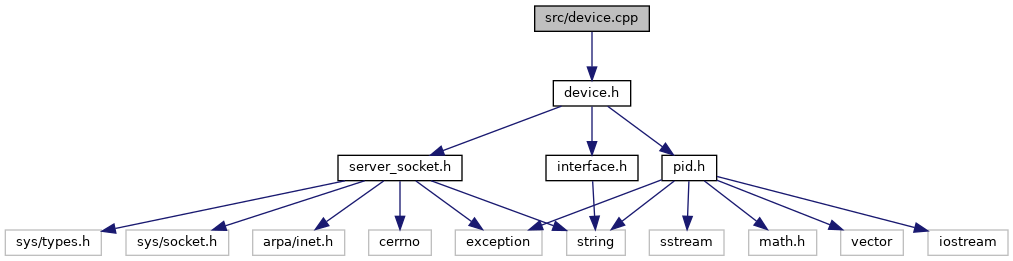 src/device.cpp
device.h
server_socket.h
interface.h
pid.h
sys/types.h
sys/socket.h
arpa/inet.h
cerrno
exception
string
sstream
math.h
vector
iostream